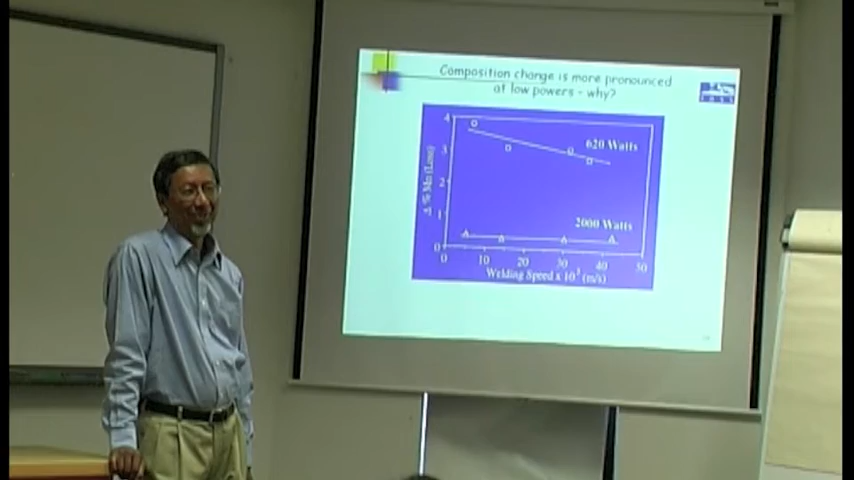 Composition change is more pronounced
at low powers - why?
4
3
2
1
0
Δ % Mn (Loss)
620 Watts
2000 Watts
0 10 20 30 40 50
Welding Speed x 10³ (m/s)